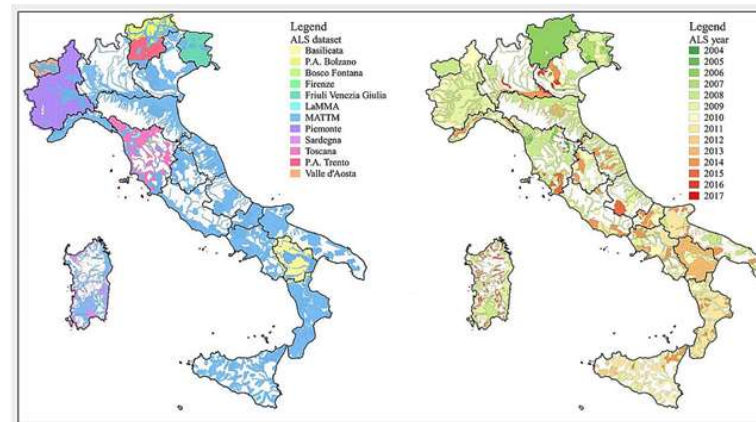 Legend
ALS dataset
Basilicata
P.A. Bolzano
Bosco Fontana
Firenze
Friuli Venezia Giulia
LaMMA
MATTM
Piemonte
Sardegna
Toscana
P.A. Trento
Valle d'Aosta
Legend
ALS year
2004
2005
2006
2007
2008
2009
2010
2011
2012
2013
2014
2015
2016
2017